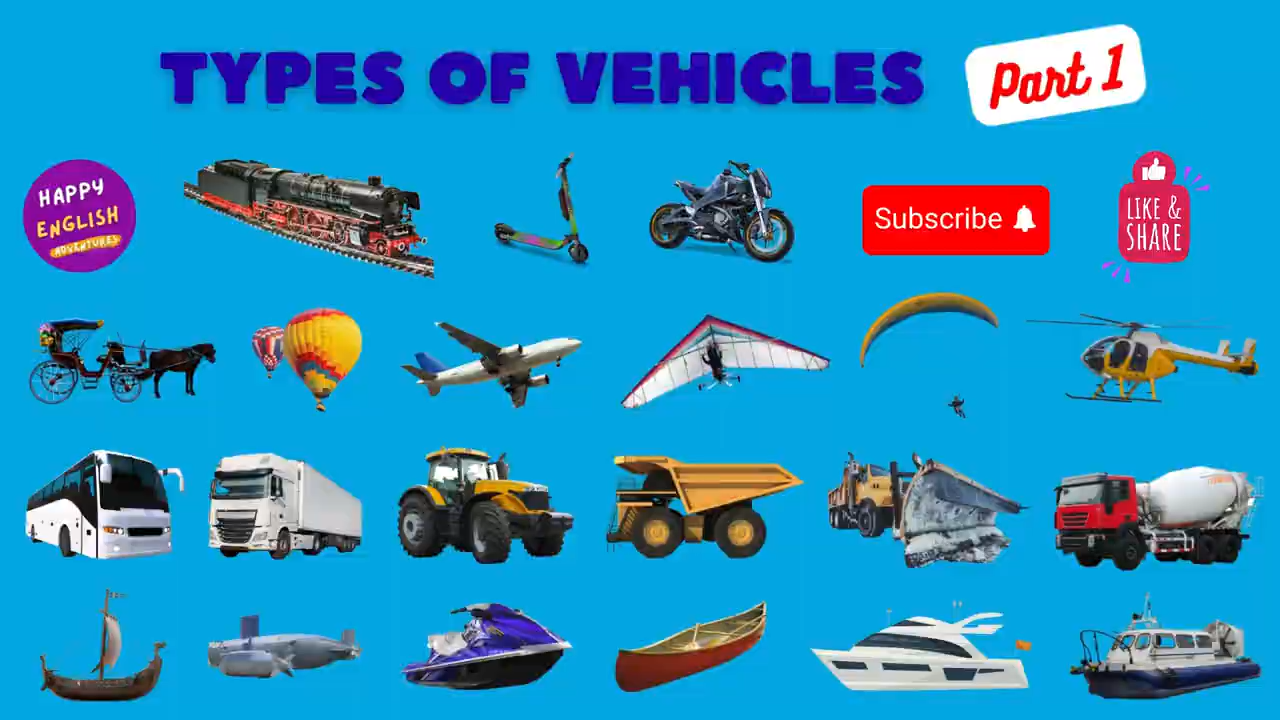 TYPES OF VEHICLES
Part 1
HAPPY
ENGLISH
ADVENTURES
Subscribe
LIKE &
SHARE